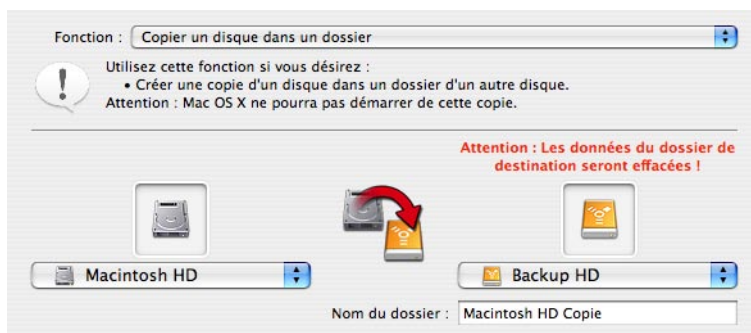 Fonction : Copier un disque dans un dossier
Utilisez cette fonction si vous désirez :
• Créer une copie d'un disque dans un dossier d'un autre disque.
Attention : Mac OS X ne pourra pas démarrer de cette copie.
Attention : Les données du dossier de
destination seront effacées !
Macintosh HD
Backup HD
Nom du dossier : Macintosh HD Copie